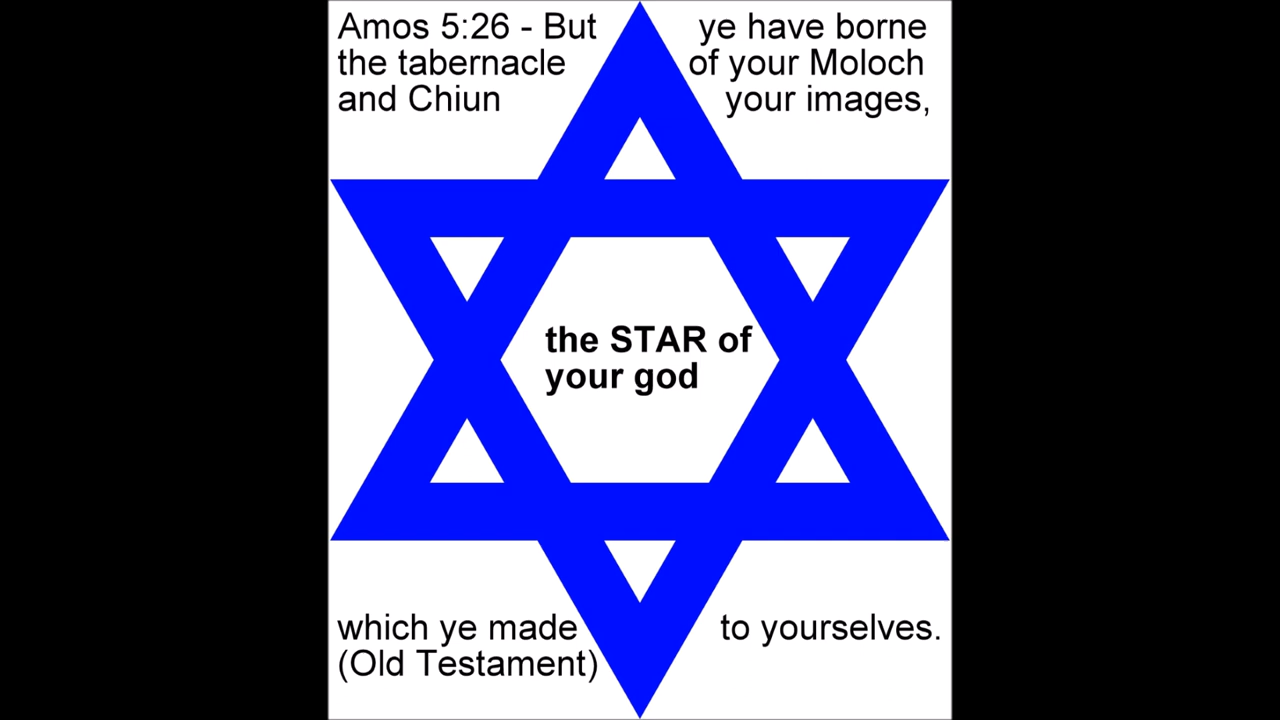 Amos 5:26 - But ye have borne
the tabernacle of your Moloch
and Chiun your images,
the STAR of
your god
which ye made to yourselves.
(Old Testament)